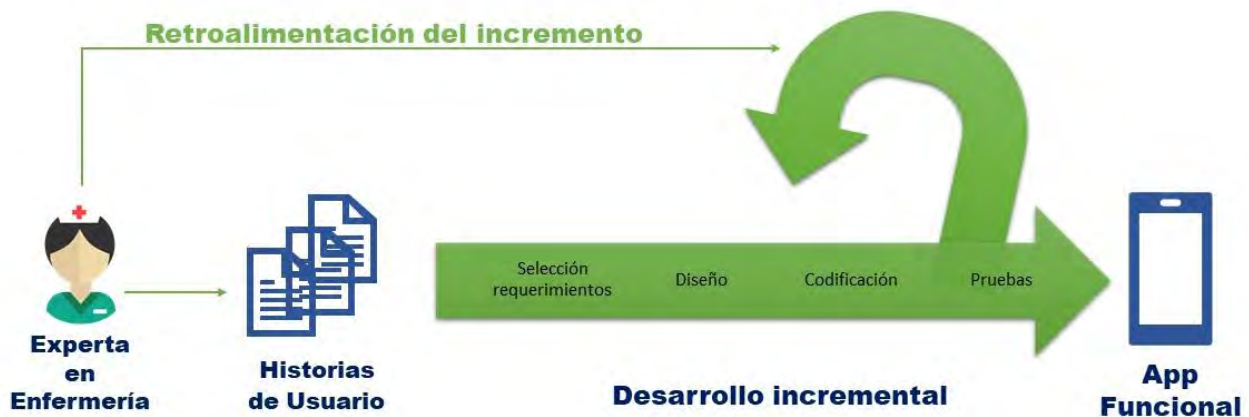 Retroalimentación del incremento
Experta
en
Enfermería
Historias
de Usuario
Selección
requerimientos
Diseño
Codificación
Pruebas
Desarrollo incremental
App
Funcional